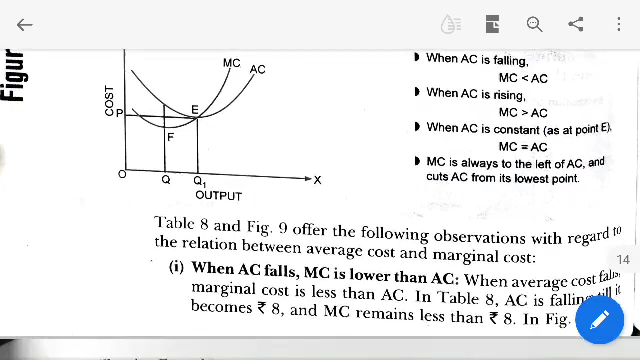 Figur
MC
AC
COST
P
E
F
O
Q
Q1
X
OUTPUT
When AC is falling,
MC < AC
When AC is rising,
MC > AC
When AC is constant (as at point E),
MC = AC
MC is always to the left of AC, and
cuts AC from its lowest point.
Table 8 and Fig. 9 offer the following observations with regard to
the relation between average cost and marginal cost:
(i) When AC falls, MC is lower than AC: When average cost falls,
marginal cost is less than AC. In Table 8, AC is falling till it
becomes ₹ 8, and MC remains less than ₹ 8. In Fig.
14